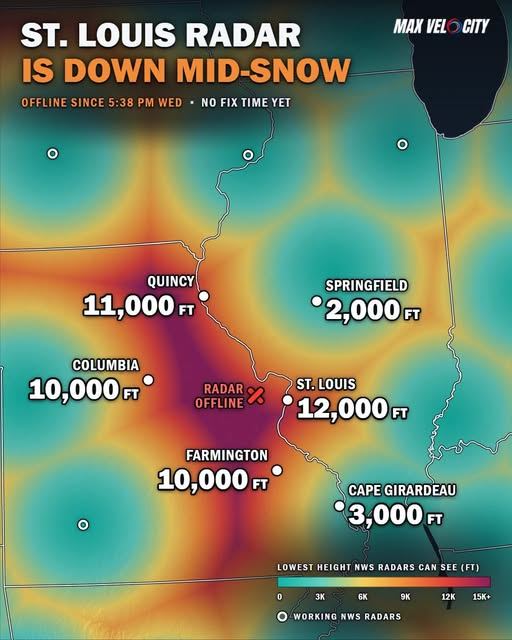 ST. LOUIS RADAR
MAX VELOCITY
IS DOWN MID-SNOW
OFFLINE SINCE 5:38 PM WED • NO FIX TIME YET
QUINCY
11,000 FT
SPRINGFIELD
2,000 FT
COLUMBIA
10,000 FT
RADAR
OFFLINE
ST. LOUIS
12,000 FT
FARMINGTON
10,000 FT
CAPE GIRARDEAU
3,000 FT
LOWEST HEIGHT NWS RADARS CAN SEE (FT)
0 3K 6K 9K 12K 15K+
WORKING NWS RADARS